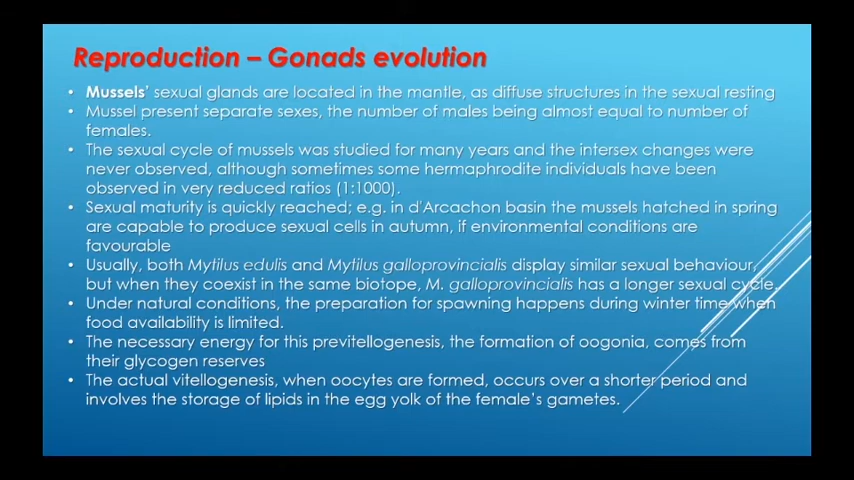 Reproduction – Gonads evolution
• Mussels' sexual glands are located in the mantle, as diffuse structures in the sexual resting
• Mussel present separate sexes, the number of males being almost equal to number of
females.
• The sexual cycle of mussels was studied for many years and the intersex changes were
never observed, although sometimes some hermaphrodite individuals have been
observed in very reduced ratios (1:1000).
• Sexual maturity is quickly reached; e.g. in d'Arcachon basin the mussels hatched in spring
are capable to produce sexual cells in autumn, if environmental conditions are
favourable
• Usually, both Mytilus edulis and Mytilus galloprovincialis display similar sexual behaviour,
but when they coexist in the same biotope, M. galloprovincialis has a longer sexual cycle.
• Under natural conditions, the preparation for spawning happens during winter time when
food availability is limited.
• The necessary energy for this previtellogenesis, the formation of oogonia, comes from
their glycogen reserves
• The actual vitellogenesis, when oocytes are formed, occurs over a shorter period and
involves the storage of lipids in the egg yolk of the female's gametes.